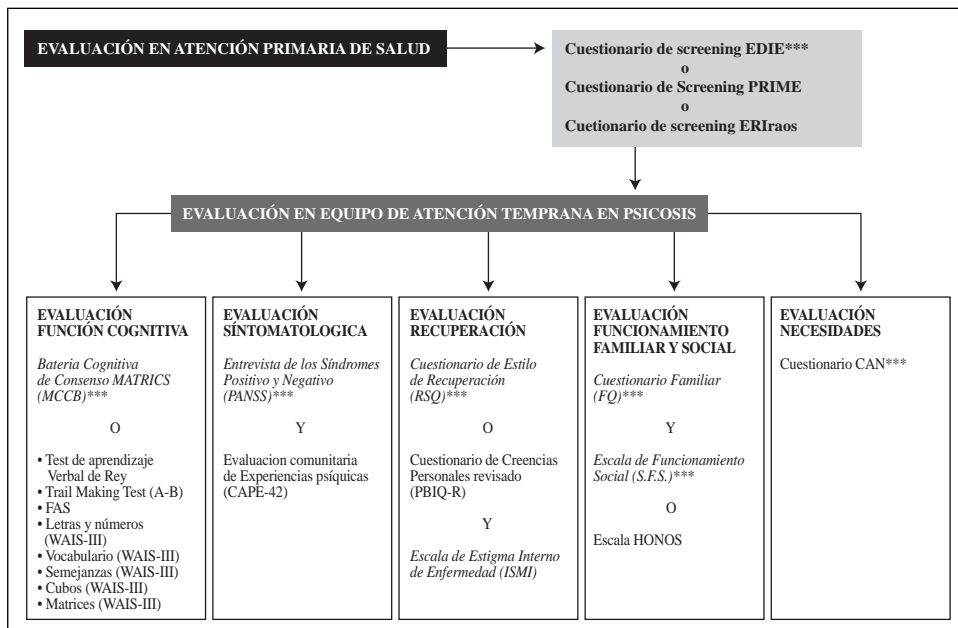 EVALUACIÓN EN ATENCIÓN PRIMARIA DE SALUD
Cuestionario de screening EDIE***
o
Cuestionario de Screening PRIME
o
Cuetionario de screening ERIraos
EVALUACIÓN EN EQUIPO DE ATENCIÓN TEMPRANA EN PSICOSIS
EVALUACIÓN
FUNCIÓN COGNITIVA
Bateria Cognitiva
de Consenso MATRICS
(MCCB)***
O
• Test de aprendizaje
Verbal de Rey
• Trail Making Test (A-B)
• FAS
• Letras y números
(WAIS-III)
• Vocabulario (WAIS-III)
• Semejanzas (WAIS-III)
• Cubos (WAIS-III)
• Matrices (WAIS-III)
EVALUACIÓN
SÍNTOMATOLOGICA
Entrevista de los Síndromes
Positivo y Negativo
(PANSS)***
Y
Evaluacion comunitaria
de Experiencias psíquicas
(CAPE-42)
EVALUACIÓN
RECUPERACIÓN
Cuestionario de Estilo
de Recuperación
(RSQ)***
O
Cuestionario de Creencias
Personales revisado
(PBIQ-R)
Y
Escala de Estigma Interno
de Enfermedad (ISMI)
EVALUACIÓN
FUNCIONAMIENTO
FAMILIAR Y SOCIAL
Cuestionario Familiar
(FQ)***
Y
Escala de Funcionamiento
Social (S.F.S.)***
O
Escala HONOS
EVALUACIÓN
NECESIDADES
Cuestionario CAN***